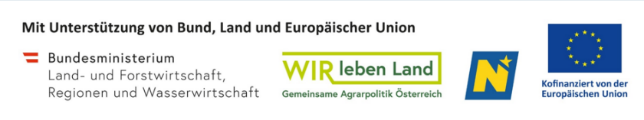 Mit Unterstützung von Bund, Land und Europäischer Union
Bundesministerium
Land- und Forstwirtschaft,
Regionen und Wasserwirtschaft
WIR leben Land
Gemeinsame Agrarpolitik Österreich
N
Kofinanziert von der
Europäischen Union